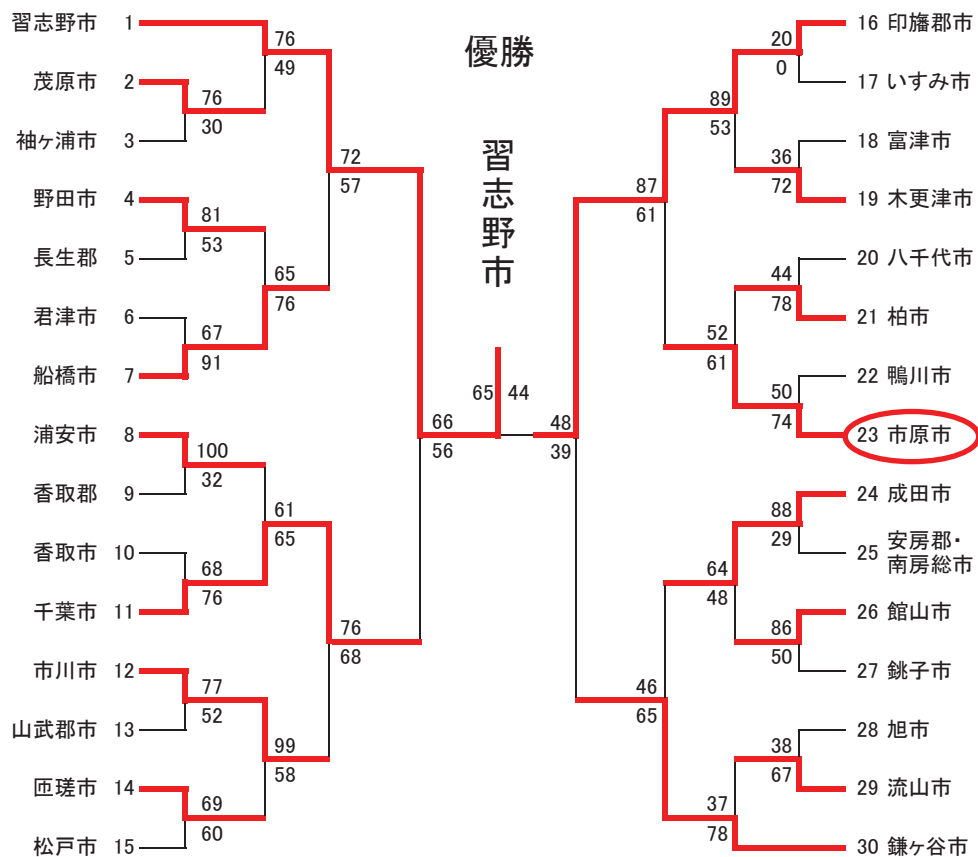 優勝
習志野市
習志野市 1
茂原市 2
袖ヶ浦市 3
野田市 4
長生郡 5
君津市 6
船橋市 7
浦安市 8
香取郡 9
香取市 10
千葉市 11
市川市 12
山武郡市 13
匝瑳市 14
松戸市 15
76
49
76
30
72
57
81
53
65
76
67
91
66
56
100
32
61
65
68
76
76
68
77
52
99
58
69
60
65 44
48
39
20
0
89
53
36
72
87
61
44
78
52
61
50
74
88
29
64
48
86
50
46
65
38
67
37
78
16 印旛郡市
17 いすみ市
18 富津市
19 木更津市
20 八千代市
21 柏市
22 鴨川市
23 市原市
24 成田市
25 安房郡・
南房総市
26 館山市
27 銚子市
28 旭市
29 流山市
30 鎌ヶ谷市